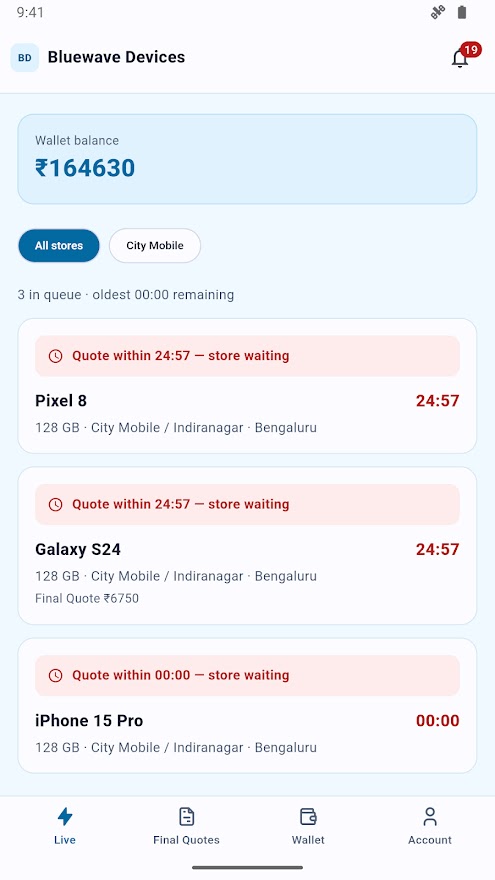 9:41
BD Bluewave Devices 19
Wallet balance
₹164630
All stores City Mobile
3 in queue · oldest 00:00 remaining
Quote within 24:57 — store waiting
Pixel 8 24:57
128 GB · City Mobile / Indiranagar · Bengaluru
Quote within 24:57 — store waiting
Galaxy S24 24:57
128 GB · City Mobile / Indiranagar · Bengaluru
Final Quote ₹6750
Quote within 00:00 — store waiting
iPhone 15 Pro 00:00
128 GB · City Mobile / Indiranagar · Bengaluru
Live Final Quotes Wallet Account